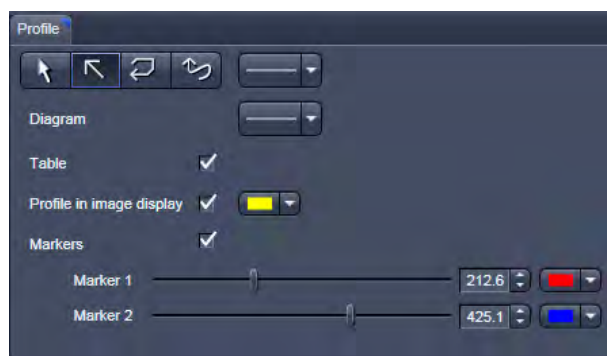 Profile
Diagram
Table
Profile in image display
Markers
Marker 1 212.6
Marker 2 425.1